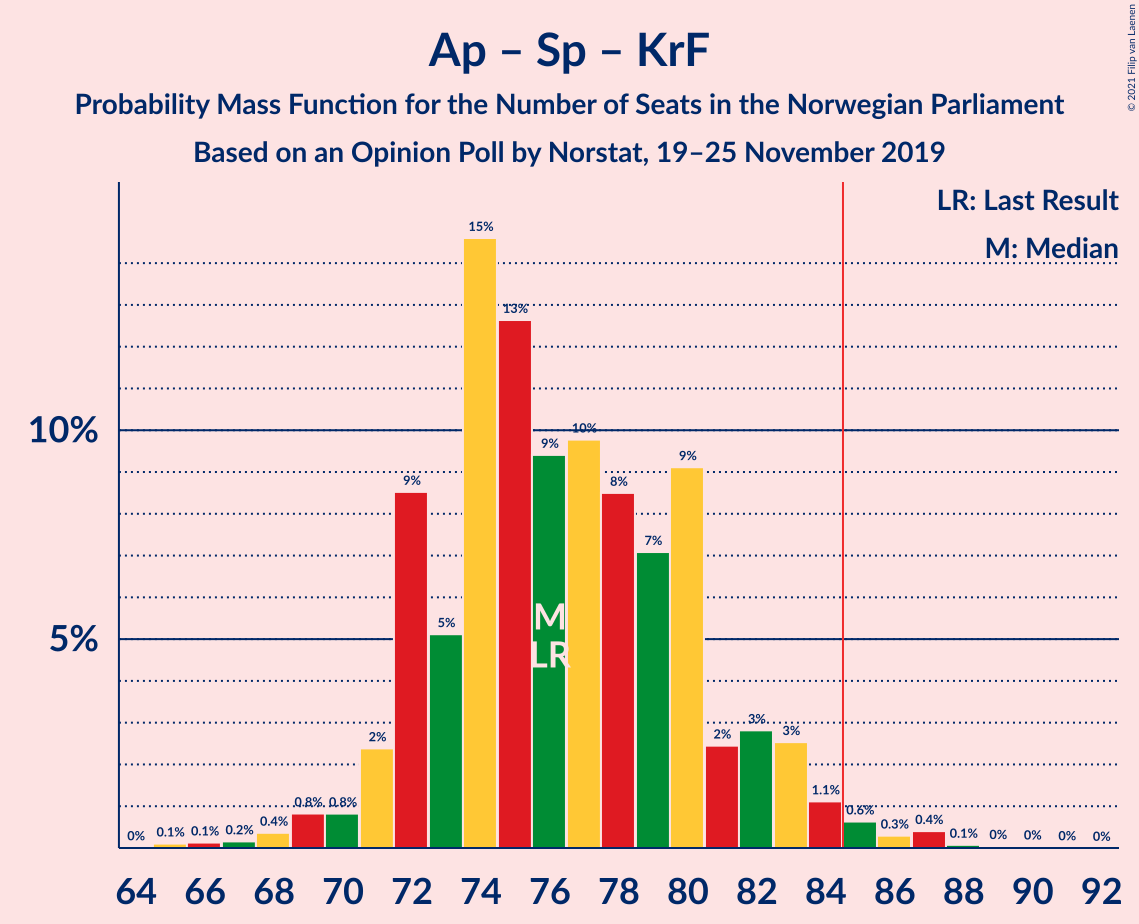 Ap – Sp – KrF
Probability Mass Function for the Number of Seats in the Norwegian Parliament
Based on an Opinion Poll by Norstat, 19–25 November 2019
© 2021 Filip van Laenen
LR: Last Result
M: Median
10%
5%
0% 0.1% 0.1% 0.2% 0.4% 0.8% 0.8% 2% 9% 5% 15% 13% 9% 10% 8% 7% 9% 2% 3% 3% 1.1% 0.6% 0.3% 0.4% 0.1% 0% 0% 0% 0%
M
LR
64 66 68 70 72 74 76 78 80 82 84 86 88 90 92